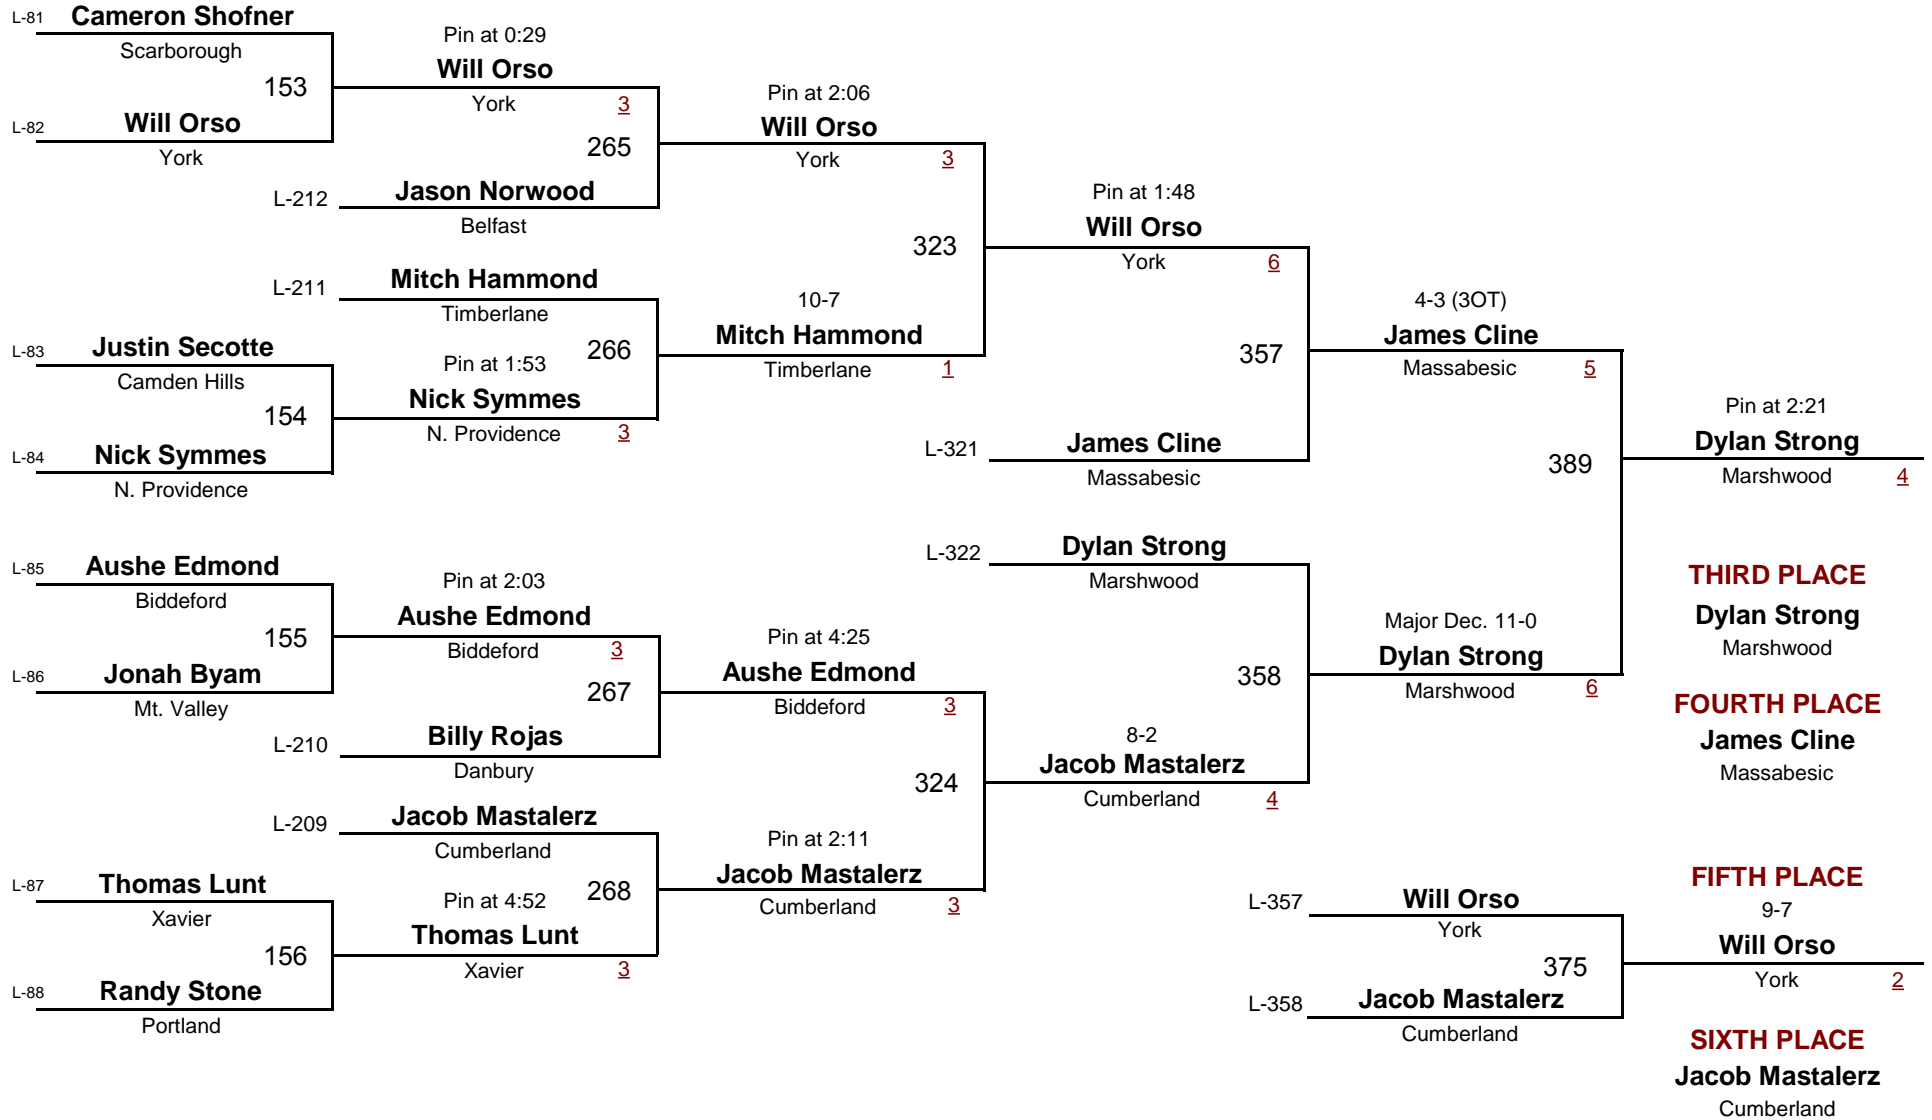 L-81 Cameron Shofner
Scarborough
153
L-82 Will Orso
York
Pin at 0:29
Will Orso
York 3
265
L-212 Jason Norwood
Belfast
L-211 Mitch Hammond
Timberlane
266
L-83 Justin Secotte
Camden Hills
154
L-84 Nick Symmes
N. Providence
Pin at 1:53
Nick Symmes
N. Providence 3
Pin at 2:06
Will Orso
York 3
323
10-7
Mitch Hammond
Timberlane 1
Pin at 1:48
Will Orso
York 6
357
L-321 James Cline
Massabesic
4-3 (3OT)
James Cline
Massabesic 5
389
Pin at 2:21
Dylan Strong
Marshwood 4
L-85 Aushe Edmond
Biddeford
155
L-86 Jonah Byam
Mt. Valley
Pin at 2:03
Aushe Edmond
Biddeford 3
267
L-210 Billy Rojas
Danbury
L-209 Jacob Mastalerz
Cumberland
268
L-87 Thomas Lunt
Xavier
156
L-88 Randy Stone
Portland
Pin at 4:52
Thomas Lunt
Xavier 3
Pin at 4:25
Aushe Edmond
Biddeford 3
324
Pin at 2:11
Jacob Mastalerz
Cumberland 3
L-322 Dylan Strong
Marshwood
358
8-2
Jacob Mastalerz
Cumberland 4
Major Dec. 11-0
Dylan Strong
Marshwood 6
THIRD PLACE
Dylan Strong
Marshwood
FOURTH PLACE
James Cline
Massabesic
L-357 Will Orso
York
375
L-358 Jacob Mastalerz
Cumberland
FIFTH PLACE
9-7
Will Orso
York 2
SIXTH PLACE
Jacob Mastalerz
Cumberland